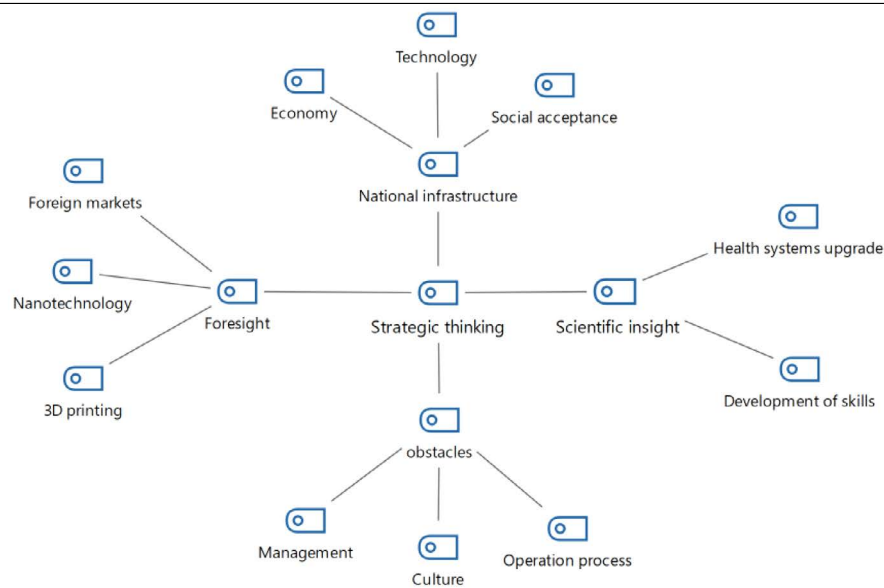 Technology
Economy
Social acceptance
National infrastructure
Foreign markets
Health systems upgrade
Nanotechnology
Foresight
Strategic thinking
Scientific insight
3D printing
Development of skills
obstacles
Management
Culture
Operation process